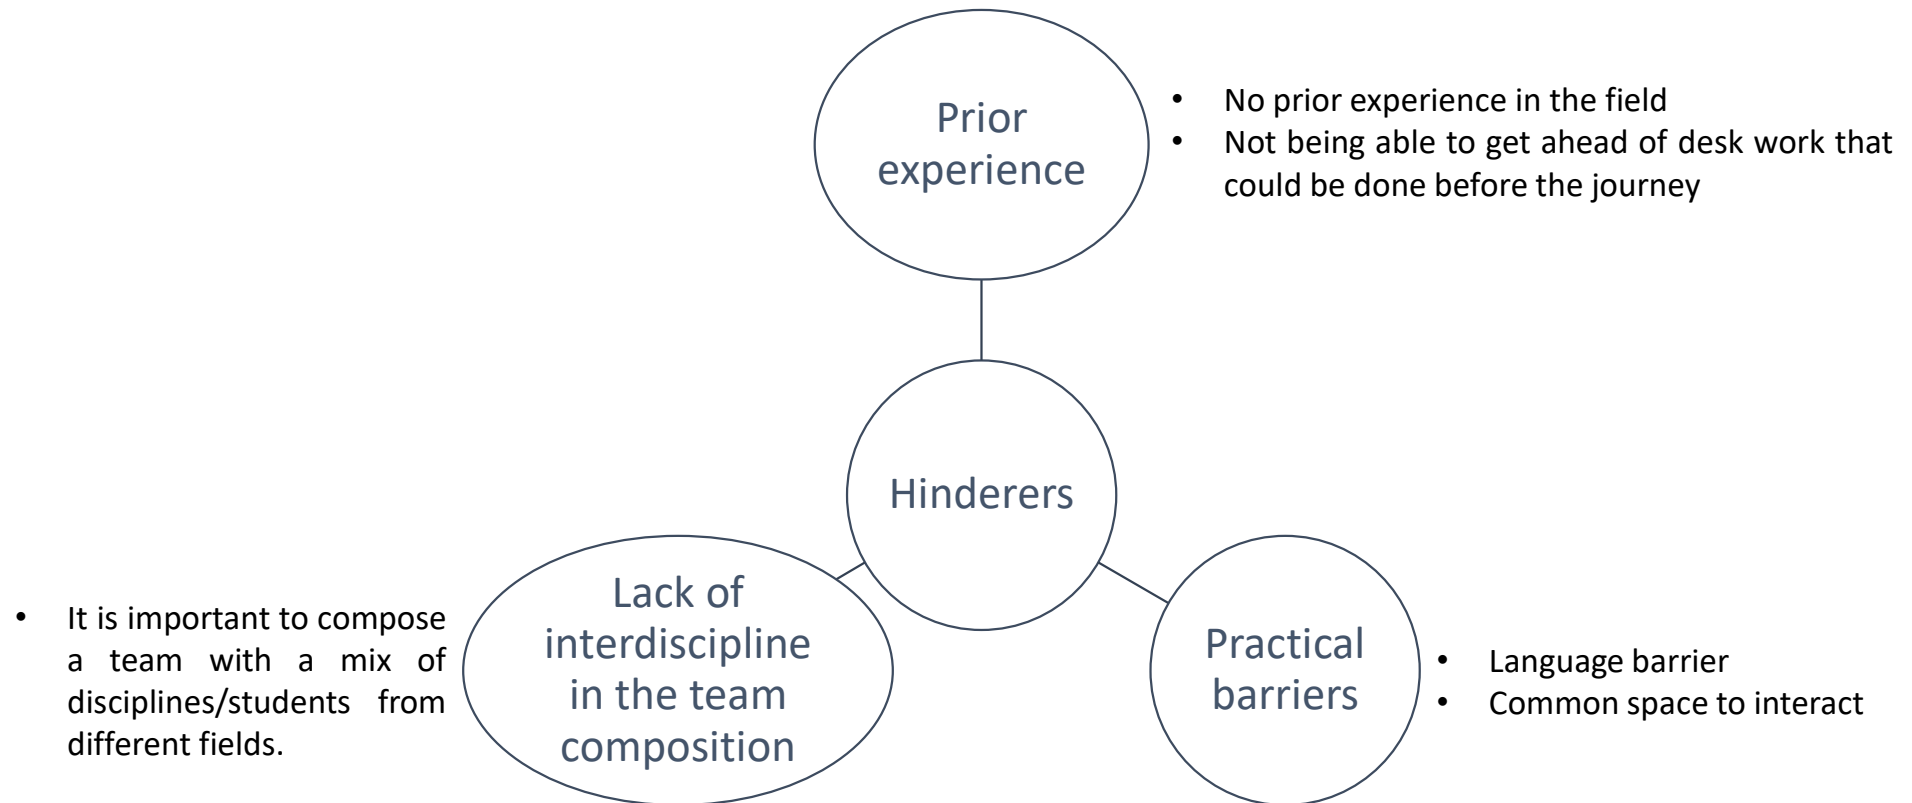 Prior
experience
• No prior experience in the field
• Not being able to get ahead of desk work that
could be done before the journey
Hinderers
• It is important to compose
a team with a mix of
disciplines/students from
different fields.
Lack of
interdiscipline
in the team
composition
Practical
barriers
• Language barrier
• Common space to interact